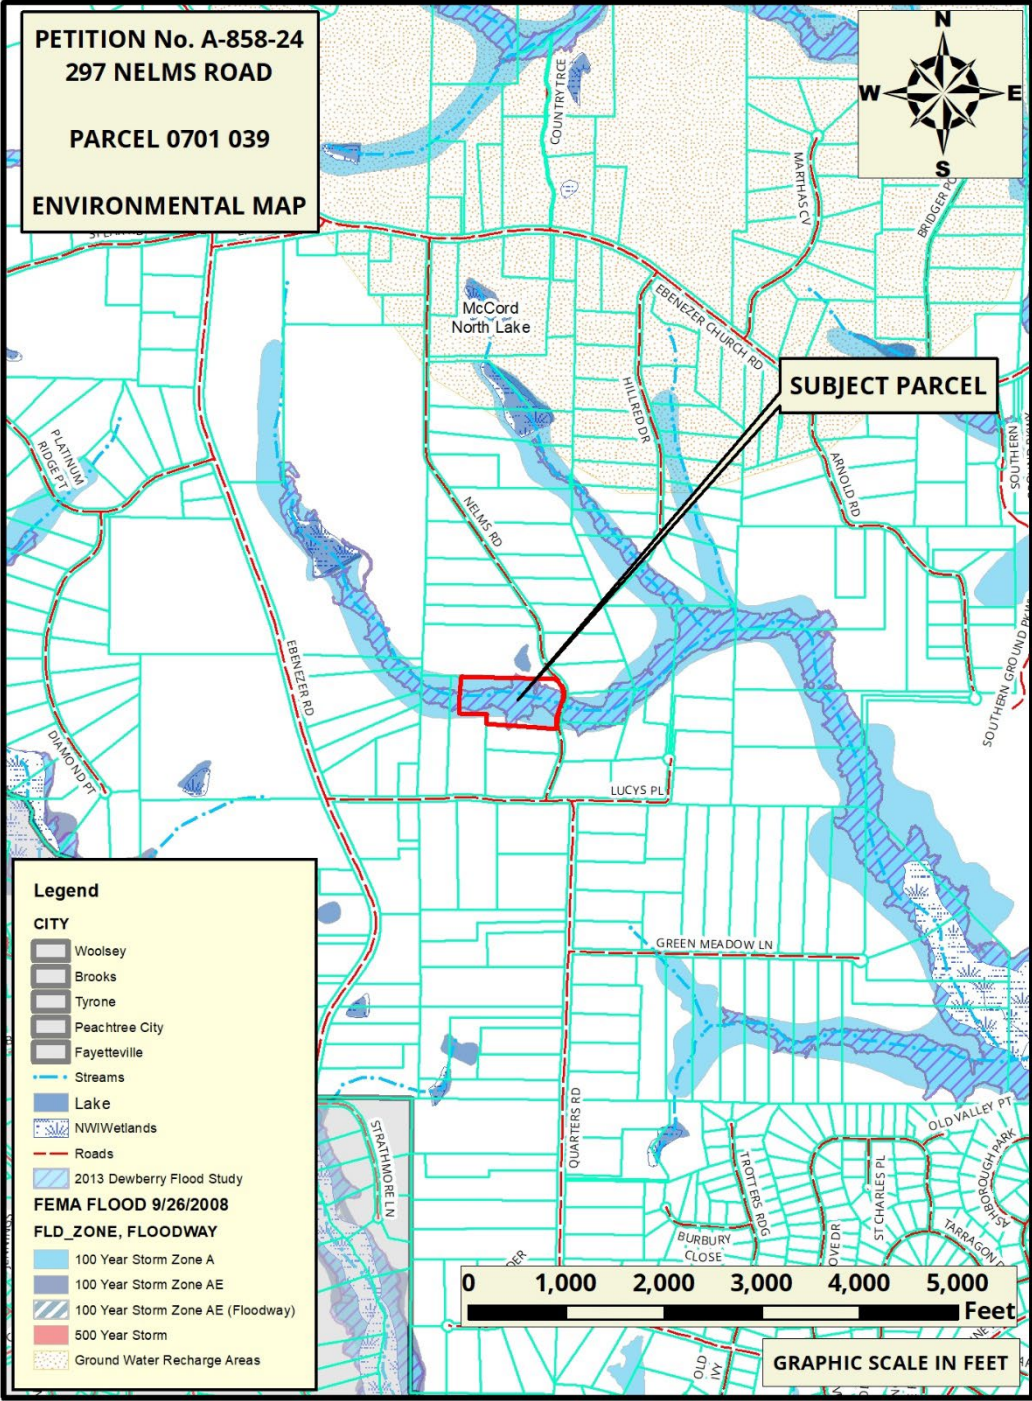 PETITION No. A-858-24
297 NELMS ROAD
PARCEL 0701 039
ENVIRONMENTAL MAP
N
W
E
S
COUNTRY TRCE
MARTHAS CV
McCord
North Lake
EBENEZER CHURCH RD
SUBJECT PARCEL
HILLRED DR
PLATINUM
RIDGE PT
NELMS RD
ARNOLD RD
SOUTHERN
EBENEZER RD
SOUTHERN GROUND PKWY
DIAMOND PT
LUCYS PL
GREEN MEADOW LN
QUARTERS RD
STRATHMORE LN
OLD VALLEY PT
ASHBOROUGH PARK
TROTTERS RDG
ST CHARLES PL
BURBURY
CLOSE
TARRAGON D
OVE DR
DER
OLD
IVY
Legend
CITY
Woolsey
Brooks
Tyrone
Peachtree City
Fayetteville
Streams
Lake
NWIWetlands
Roads
2013 Dewberry Flood Study
FEMA FLOOD 9/26/2008
FLD_ZONE, FLOODWAY
100 Year Storm Zone A
100 Year Storm Zone AE
100 Year Storm Zone AE (Floodway)
500 Year Storm
Ground Water Recharge Areas
0 1,000 2,000 3,000 4,000 5,000
Feet
GRAPHIC SCALE IN FEET